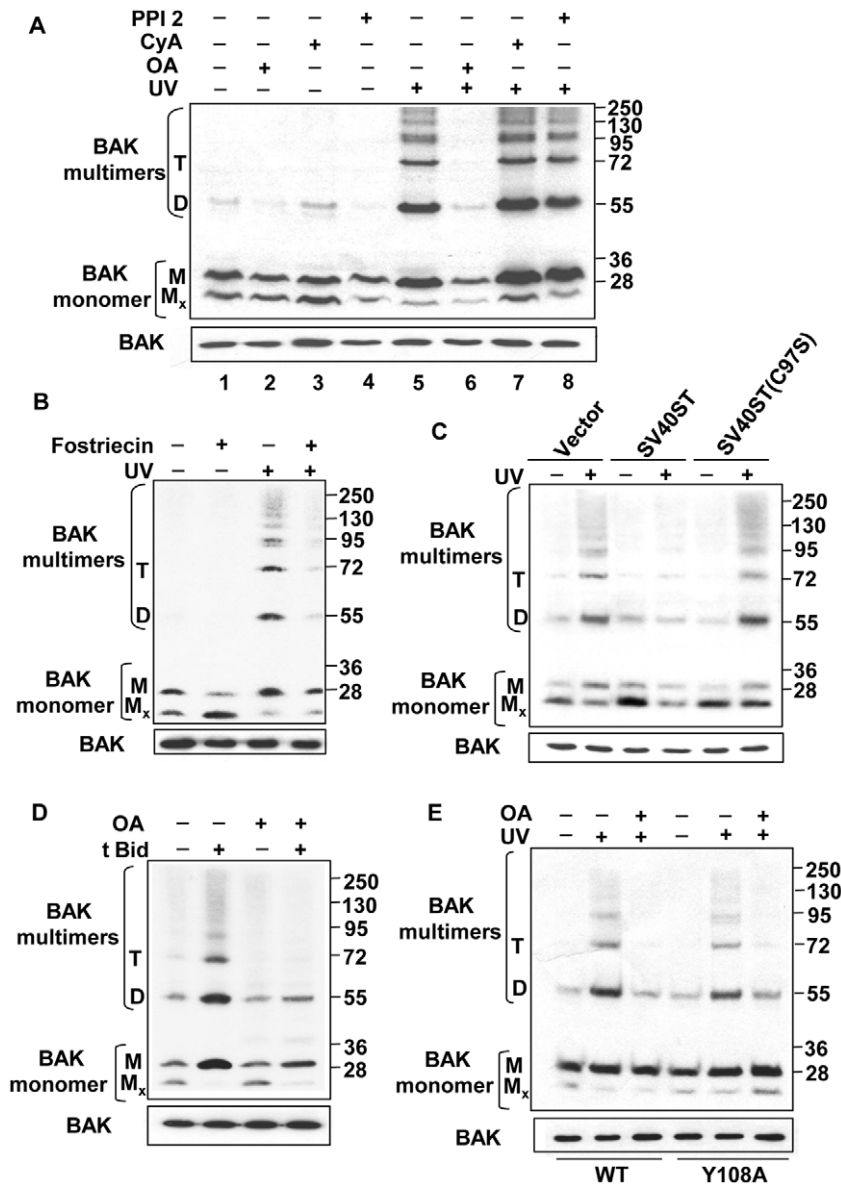 A
PPI 2 – – – + – – – +
CyA – – + – – – + –
OA – + – – – + – –
UV – – – – + + + +
BAK multimers
T
D
BAK monomer
M
Mx
250
130
95
72
55
36
28
BAK
1 2 3 4 5 6 7 8
B
Fostriecin – + – +
UV – – + +
BAK multimers
T
D
BAK monomer
M
Mx
250
130
95
72
55
36
28
BAK
C
Vector SV40ST SV40ST(C97S)
UV – + – + – +
BAK multimers
T
D
BAK monomer
M
Mx
250
130
95
72
55
36
28
BAK
D
OA – – + +
t Bid – + – +
BAK multimers
T
D
BAK monomer
M
Mx
250
130
95
72
55
36
28
BAK
E
OA – – + – – +
UV – + + – + +
BAK multimers
T
D
BAK monomer
M
Mx
250
130
95
72
55
36
28
BAK
WT Y108A